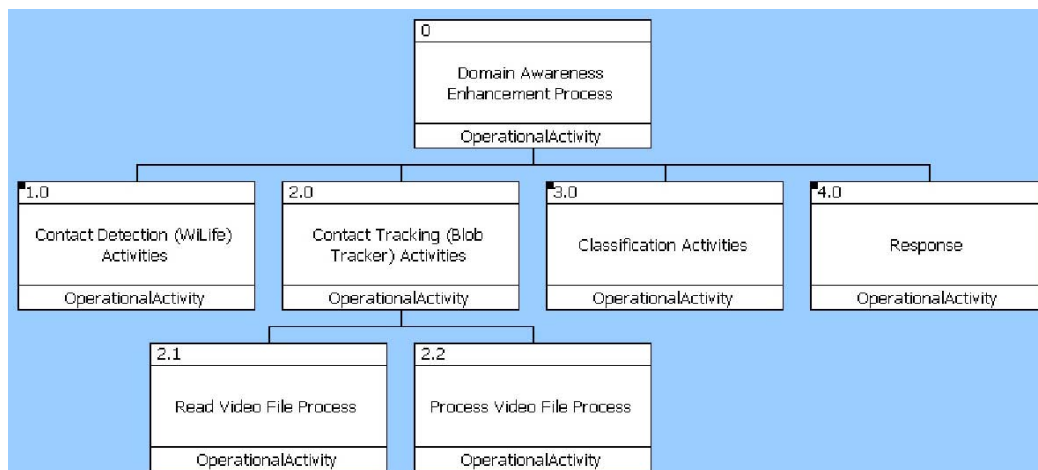 0
Domain Awareness
Enhancement Process
OperationalActivity
1.0
Contact Detection (WiLife)
Activities
OperationalActivity
2.0
Contact Tracking (Blob
Tracker) Activities
OperationalActivity
3.0
Classification Activities
OperationalActivity
4.0
Response
OperationalActivity
2.1
Read Video File Process
OperationalActivity
2.2
Process Video File Process
OperationalActivity